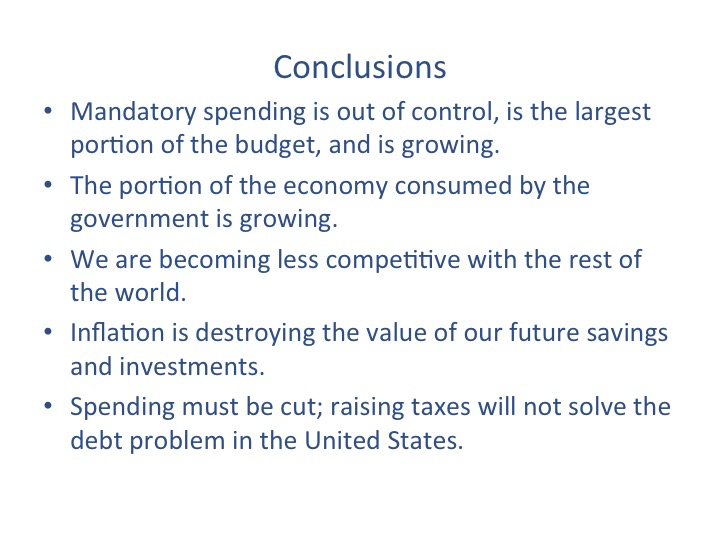 Conclusions
• Mandatory spending is out of control, is the largest
portion of the budget, and is growing.
• The portion of the economy consumed by the
government is growing.
• We are becoming less competitive with the rest of
the world.
• Inflation is destroying the value of our future savings
and investments.
• Spending must be cut; raising taxes will not solve the
debt problem in the United States.